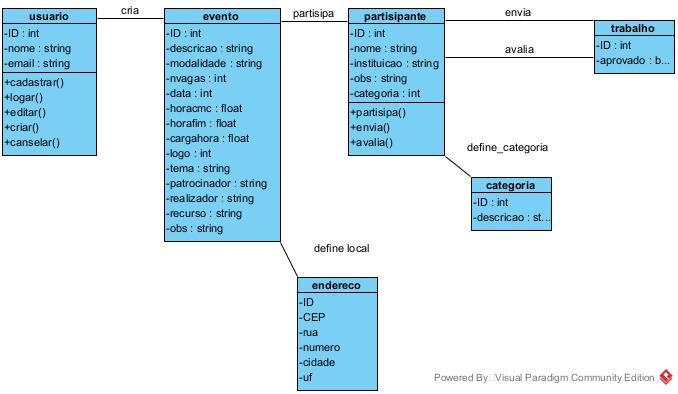 usuario
-ID : int
-nome : string
-email : string
+cadastrar()
+logar()
+editar()
+criar()
+canselar()
cria
evento
-ID : int
-descricao : string
-modalidade : string
-nvagas : int
-data : int
-horacmc : float
-horafim : float
-cargahora : float
-logo : int
-tema : string
-patrocinador : string
-realizador : string
-recurso : string
-obs : string
partisipa
partisipante
-ID : int
-nome : string
-instituicao : string
-obs : string
-categoria : int
+partisipa()
+envia()
+avalia()
envia
avalia
trabalho
-ID : int
-aprovado : b...
define_categoria
categoria
-ID : int
-descricao : st...
define local
endereco
-ID
-CEP
-rua
-numero
-cidade
-uf
Powered By Visual Paradigm Community Edition